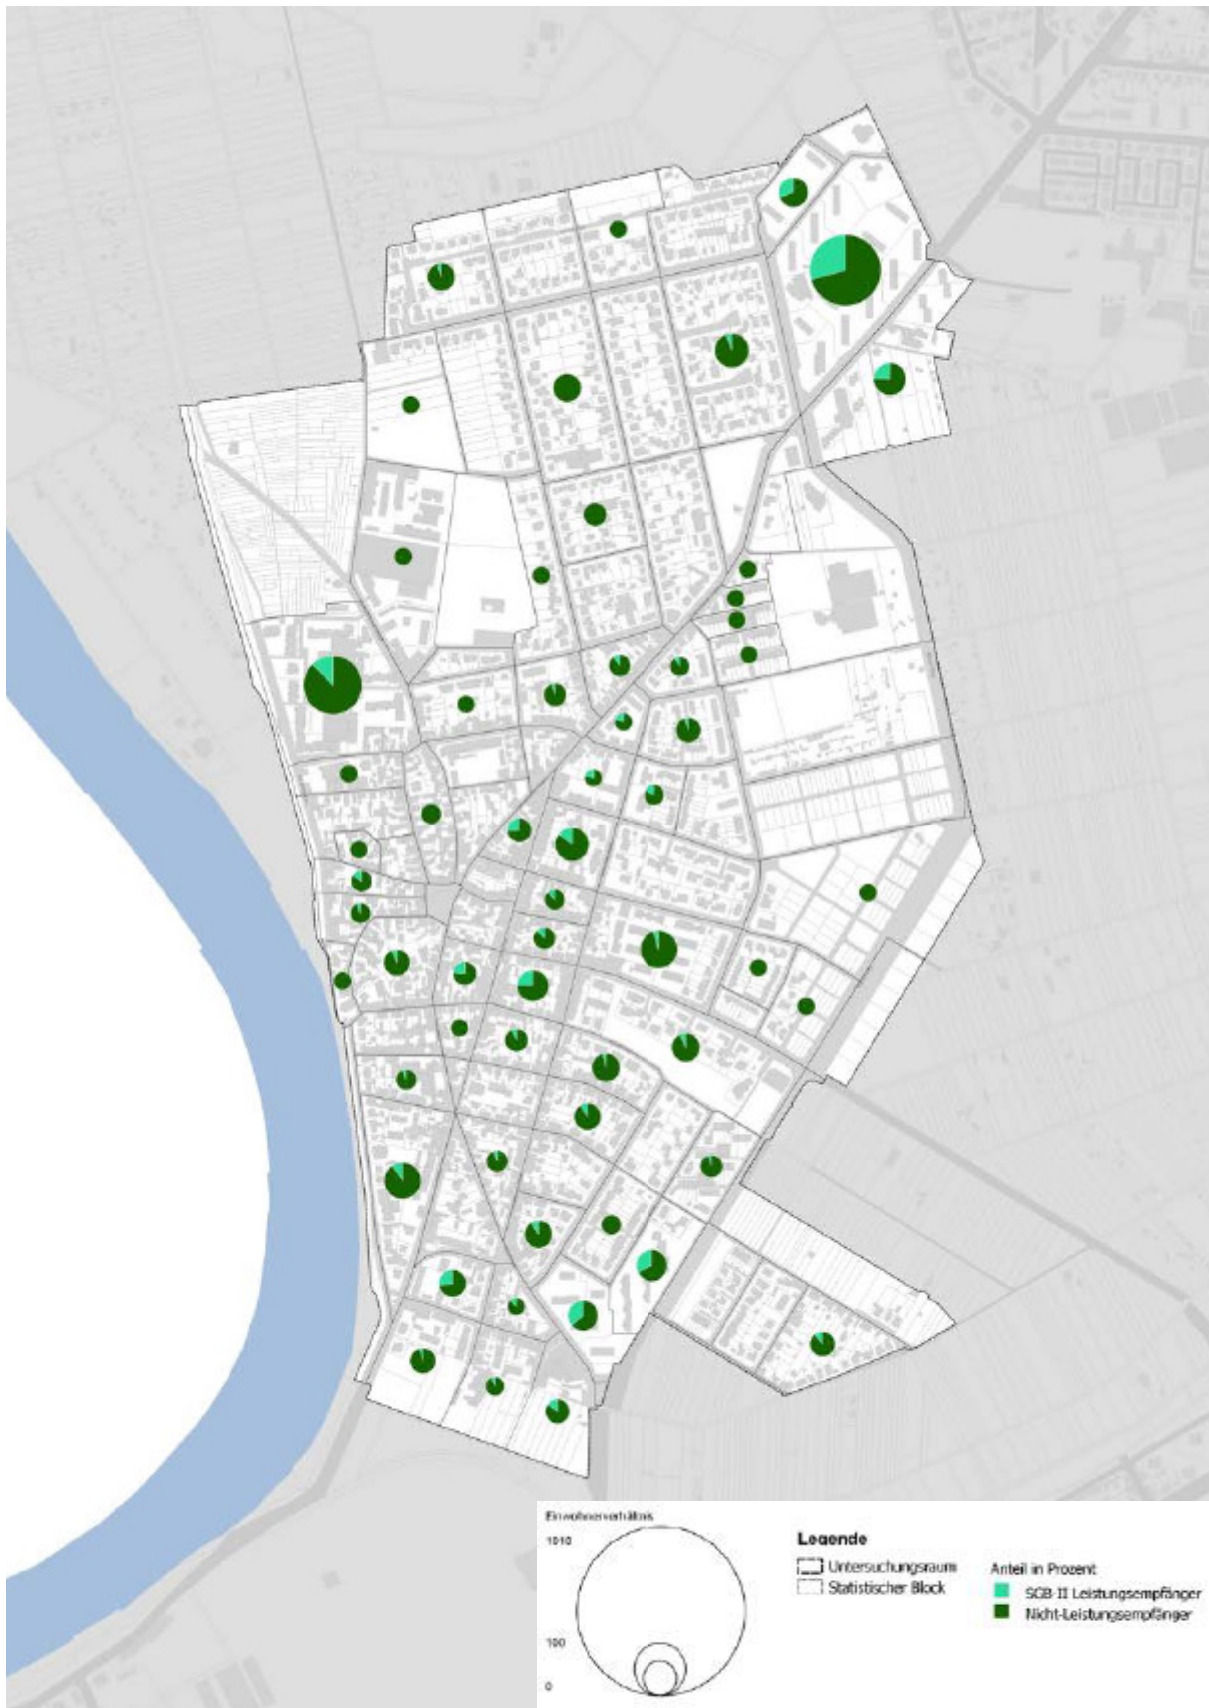 Einwohnerverhältnis
1010
100
0
Legende
Untersuchungsraum
Statistischer Block
Anteil in Prozent
SGB-II Leistungsempfänger
Nicht-Leistungsempfänger